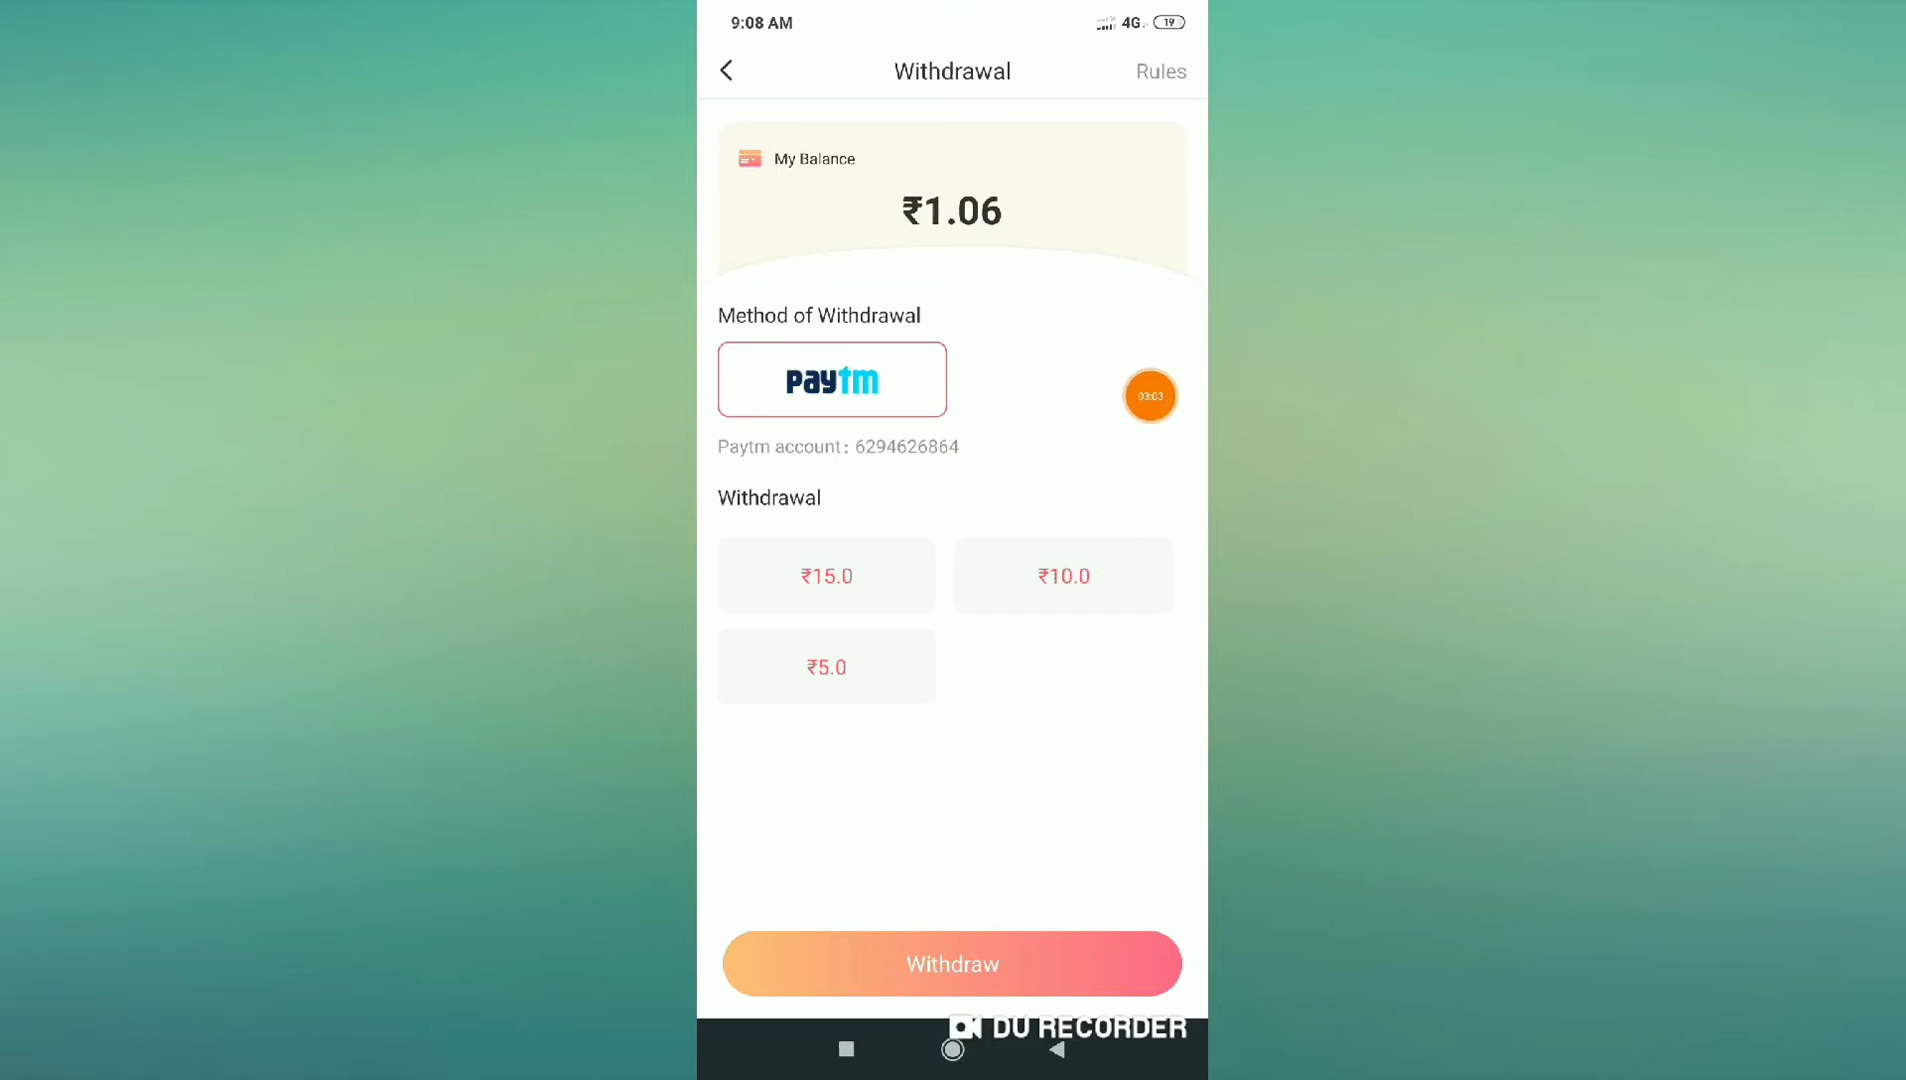 9:08 AM
4G
19
Withdrawal
Rules
My Balance
₹1.06
Method of Withdrawal
paytm
03:03
Paytm account: 6294626864
Withdrawal
₹15.0
₹10.0
₹5.0
Withdraw
DU RECORDER